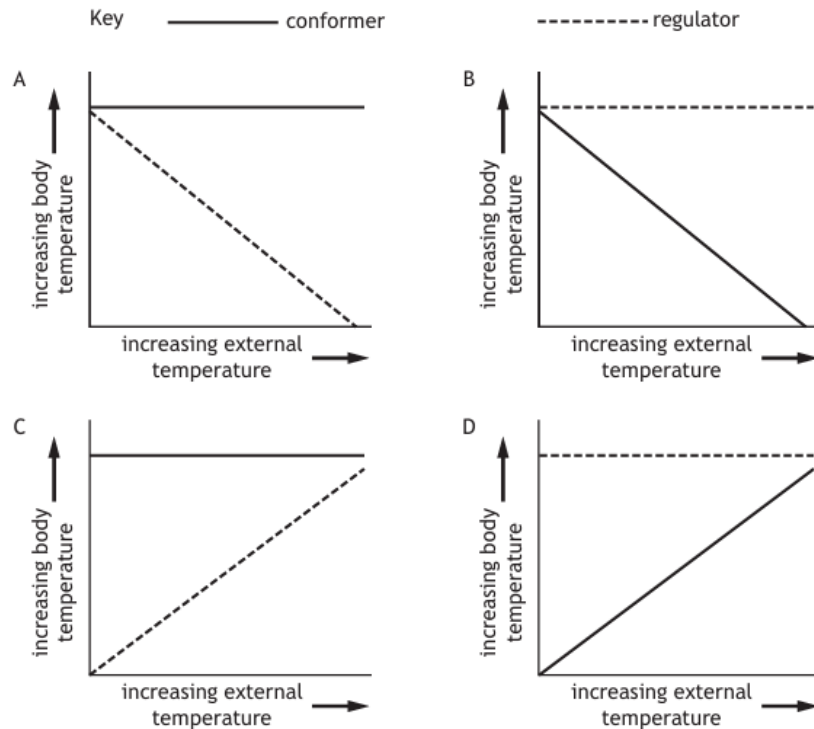 Key conformer regulator
A
increasing body
temperature
increasing external
temperature
B
increasing body
temperature
increasing external
temperature
C
increasing body
temperature
increasing external
temperature
D
increasing body
temperature
increasing external
temperature